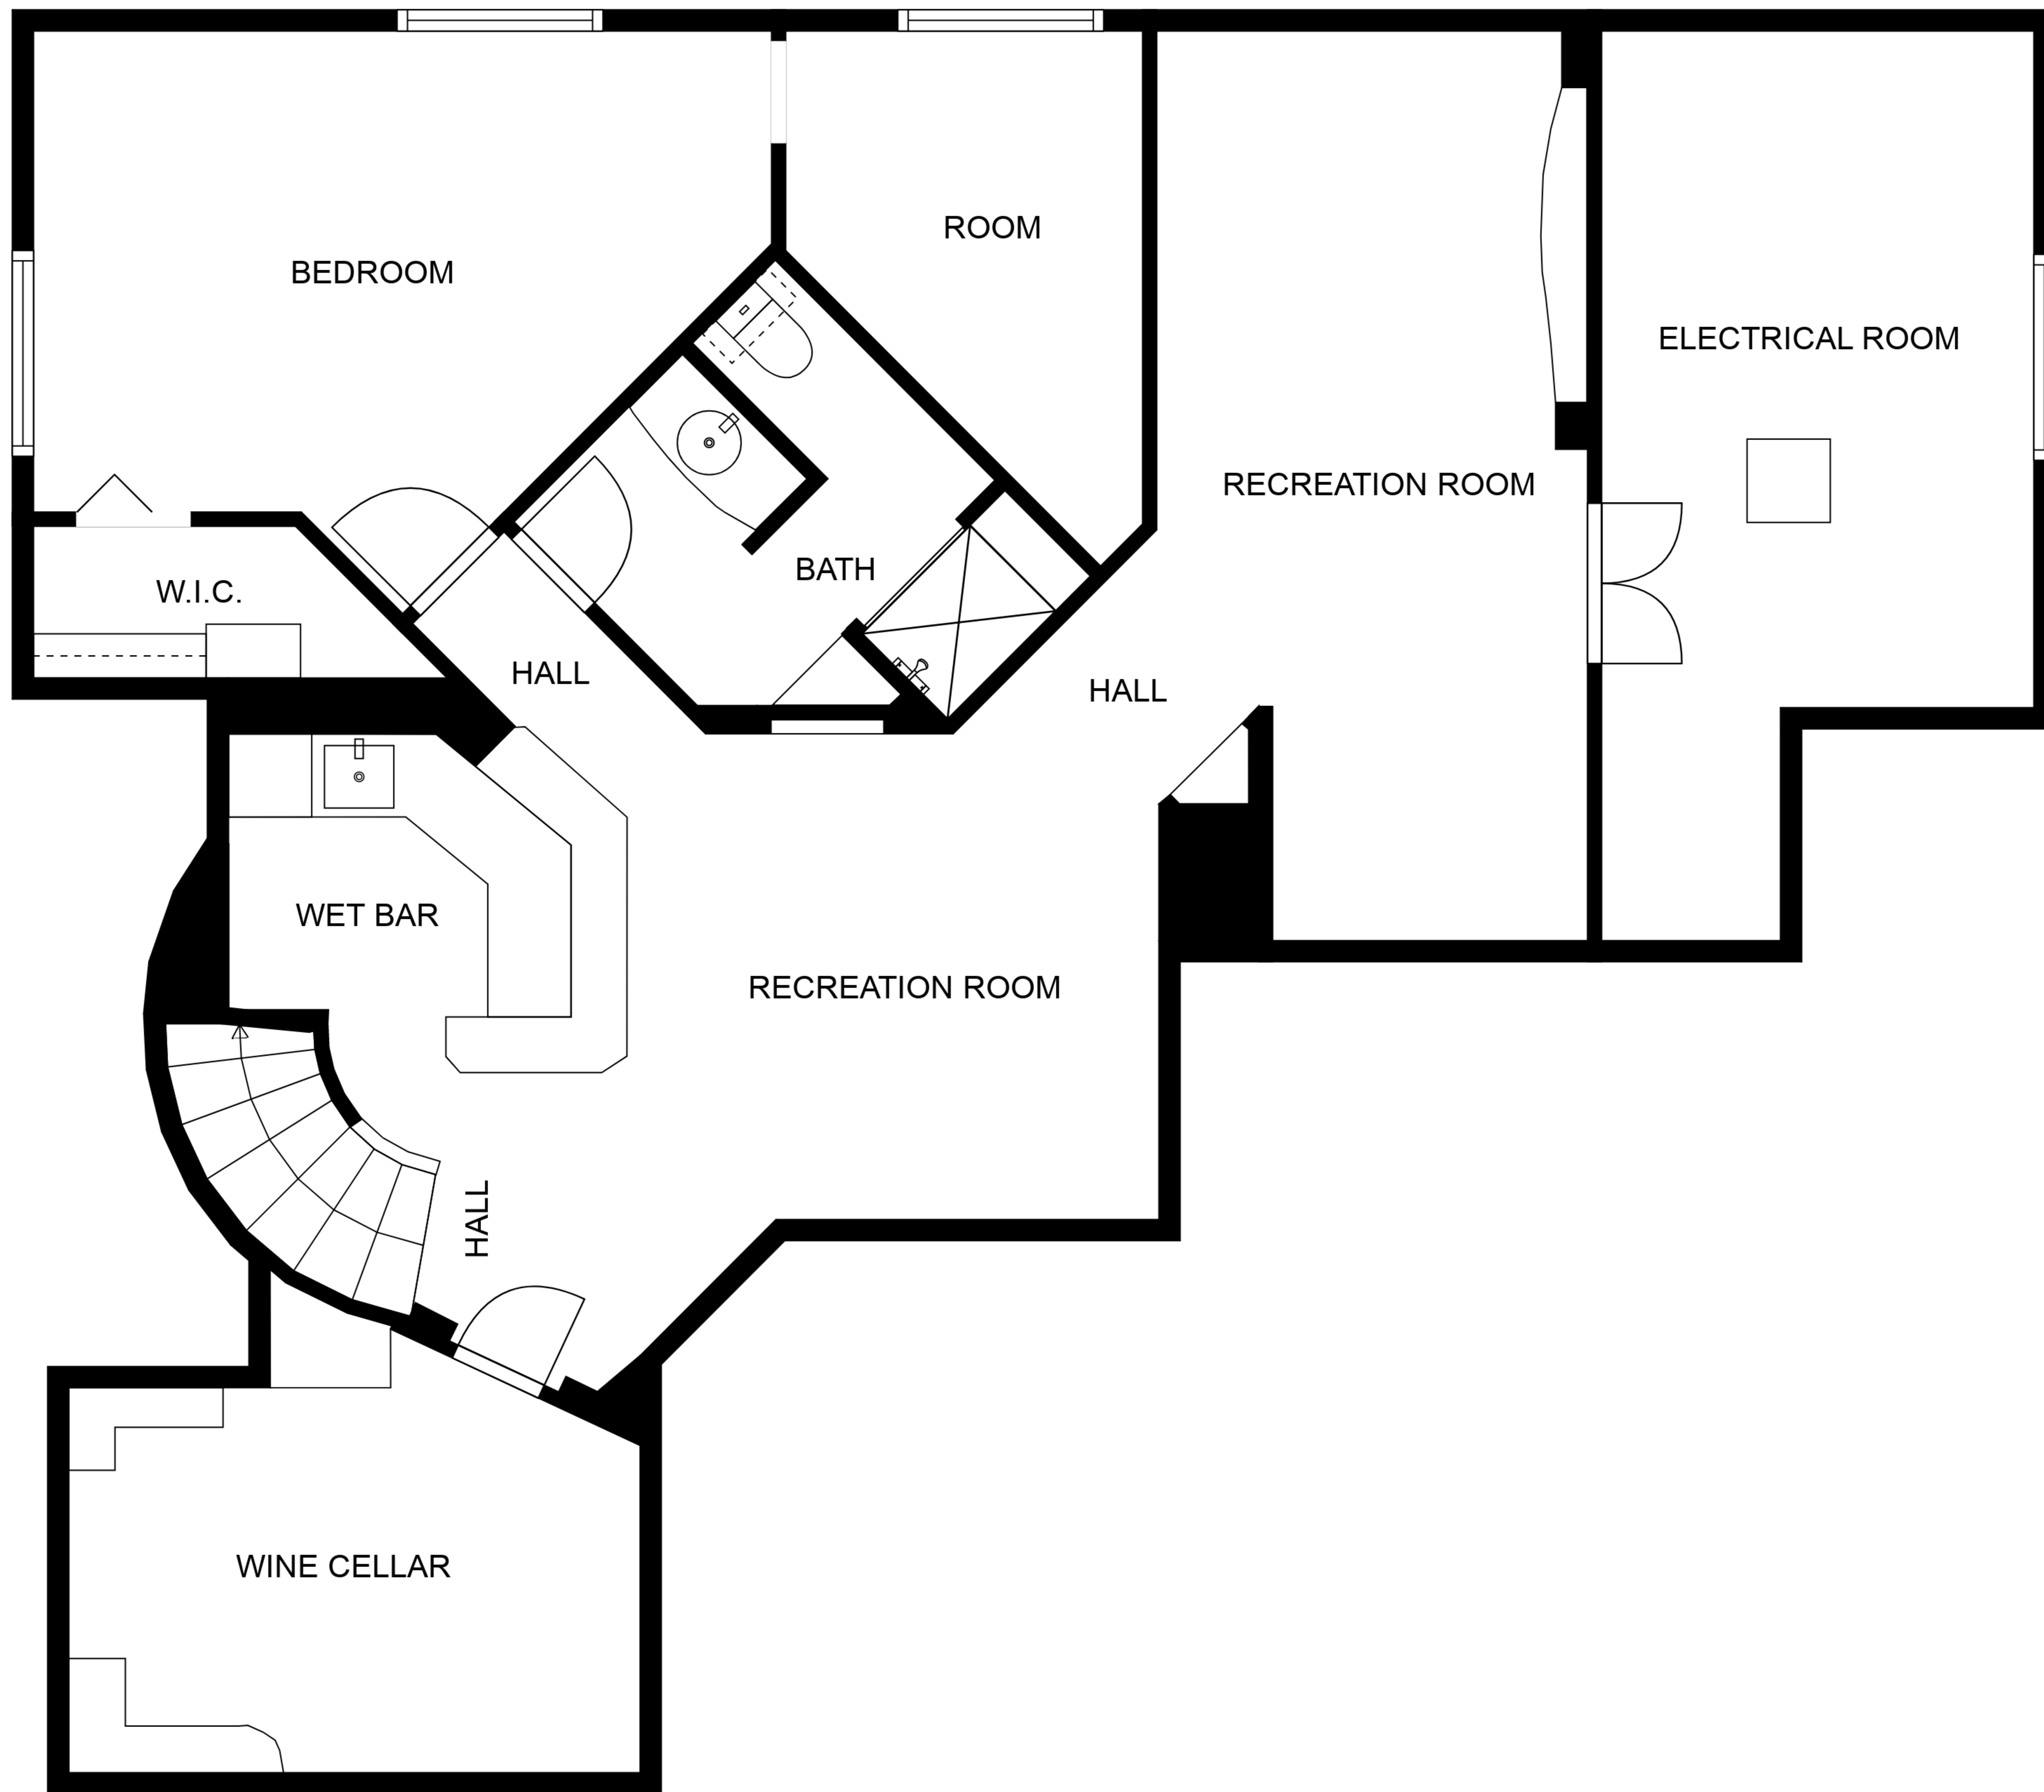 ROOM
BEDROOM
ELECTRICAL ROOM
RECREATION ROOM
BATH
W.I.C.
HALL
HALL
WET BAR
RECREATION ROOM
HALL
WINE CELLAR